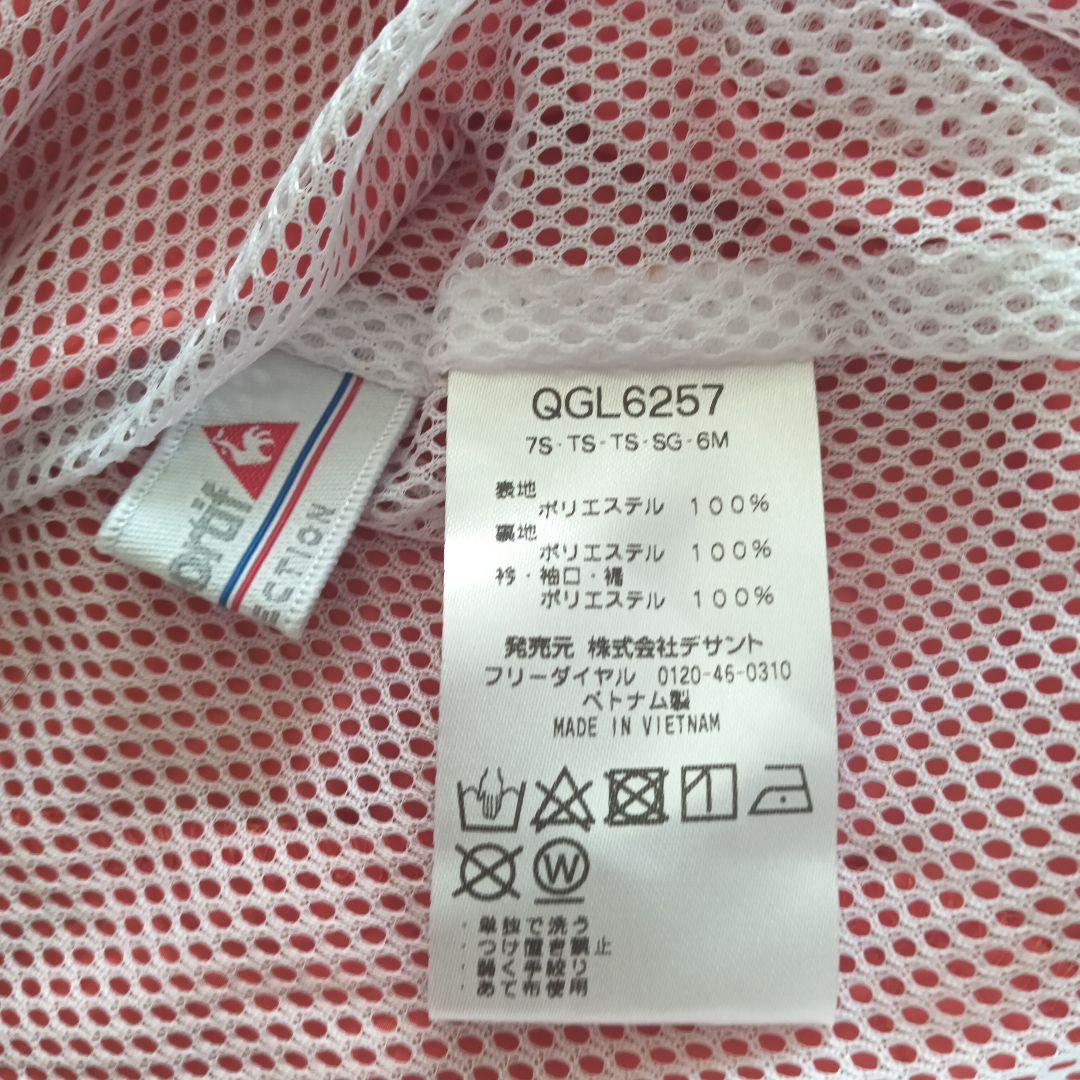 QGL6257
7S・TS-TS-SG-6M
表地
ポリエステル 100%
裏地
ポリエステル 100%
衿・袖口・裾
ポリエステル 100%
発売元 株式会社デサント
フリーダイヤル 0120-46-0310
ベトナム製
MADE IN VIETNAM
W
・単独で洗う
・つけ置き禁止
・弱く手絞り
・あて布使用
ortif
ECTION